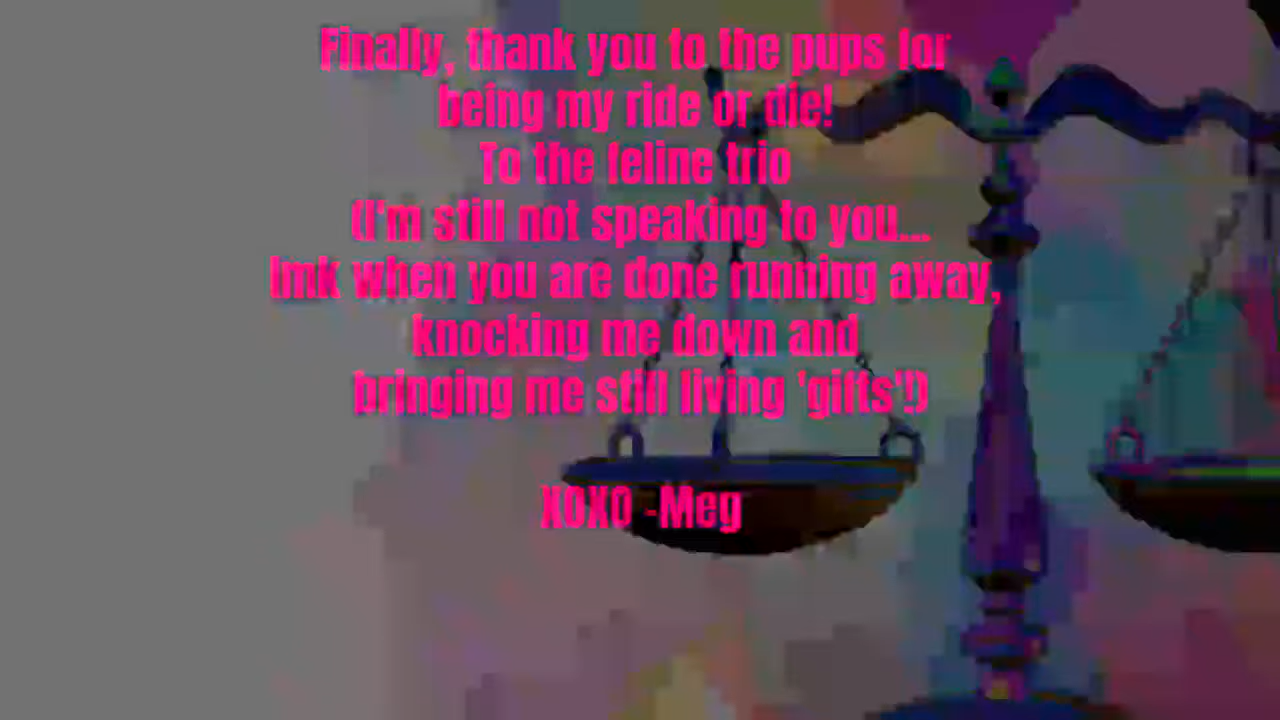 Finally, thank you to the pups for
being my ride or die!
To the feline trio
(I'm still not speaking to you...
lmk when you are done running away,
knocking me down and
bringing me still living 'gifts'!)
XOXO -Meg